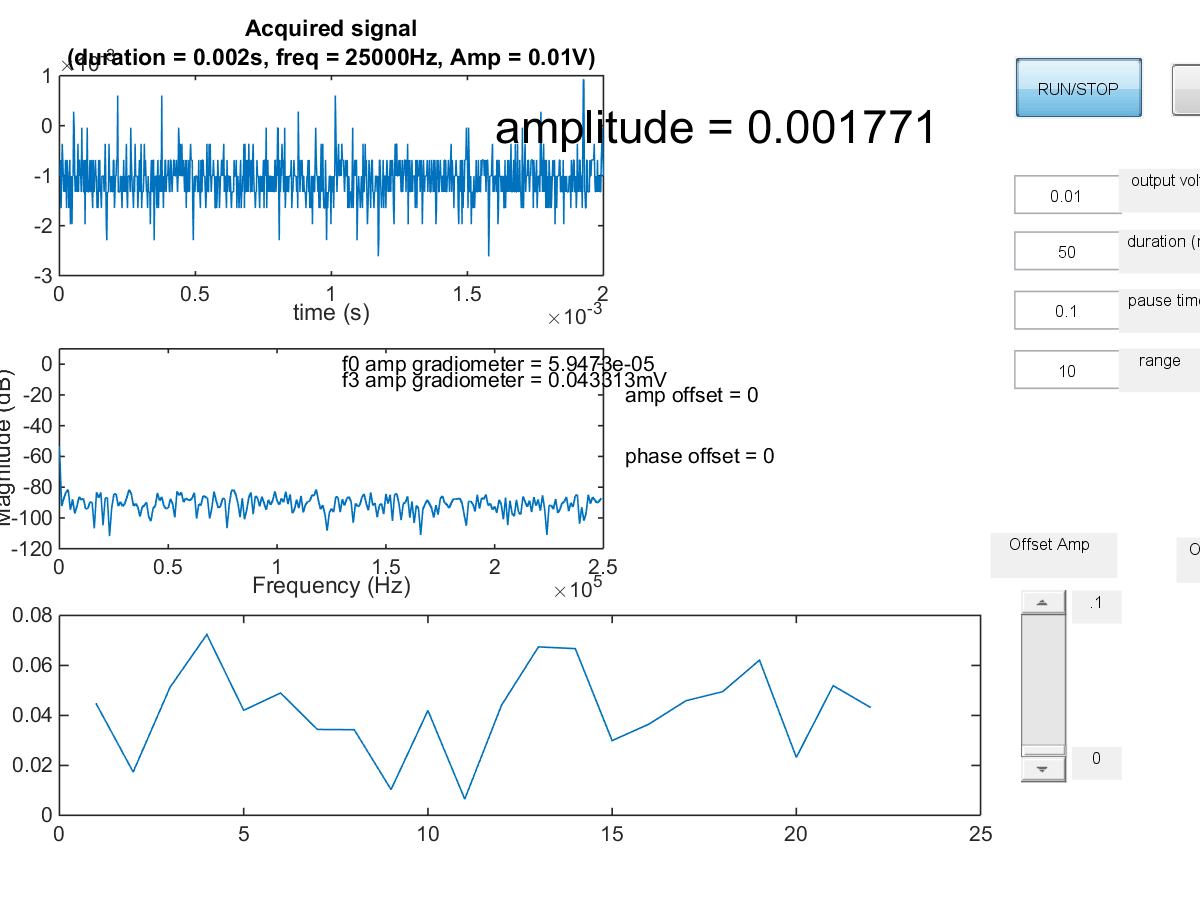 Acquired signal
(duration = 0.002s, freq = 25000Hz, Amp = 0.01V)
1
0
-1
-2
-3
0 0.5 1 1.5 2
time (s)
×10⁻³
amplitude = 0.001771
0
-20
-40
-60
-80
-100
-120
Magnitude (dB)
f0 amp gradiometer = 5.9473e-05
f3 amp gradiometer = 0.043313mV
amp offset = 0
phase offset = 0
0 0.5 1 1.5 2 2.5
Frequency (Hz)
×10⁵
0.08
0.06
0.04
0.02
0
0 5 10 15 20 25
RUN/STOP
0.01 output vol
50 duration (
0.1 pause time
10 range
Offset Amp
O
.1
0